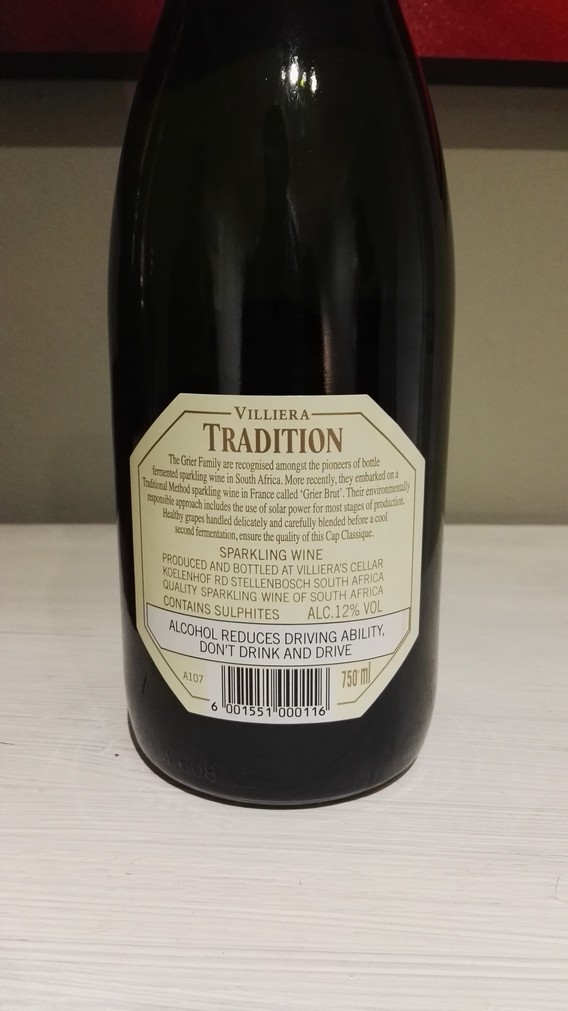 VILLIERA
TRADITION
The Grier Family are recognised amongst the pioneers of bottle
fermented sparkling wine in South Africa. More recently, they embarked on a
Traditional Method sparkling wine in France called 'Grier Brut'. Their environmentally
responsible approach includes the use of solar power for most stages of production.
Healthy grapes handled delicately and carefully blended before a cool
second fermentation, ensure the quality of this Cap Classique.
SPARKLING WINE
PRODUCED AND BOTTLED AT VILLIERA'S CELLAR
KOELENHOF RD STELLENBOSCH SOUTH AFRICA
QUALITY SPARKLING WINE OF SOUTH AFRICA
CONTAINS SULPHITES ALC.12% VOL
ALCOHOL REDUCES DRIVING ABILITY,
DON'T DRINK AND DRIVE
A107 750 ml
6 001551 000116